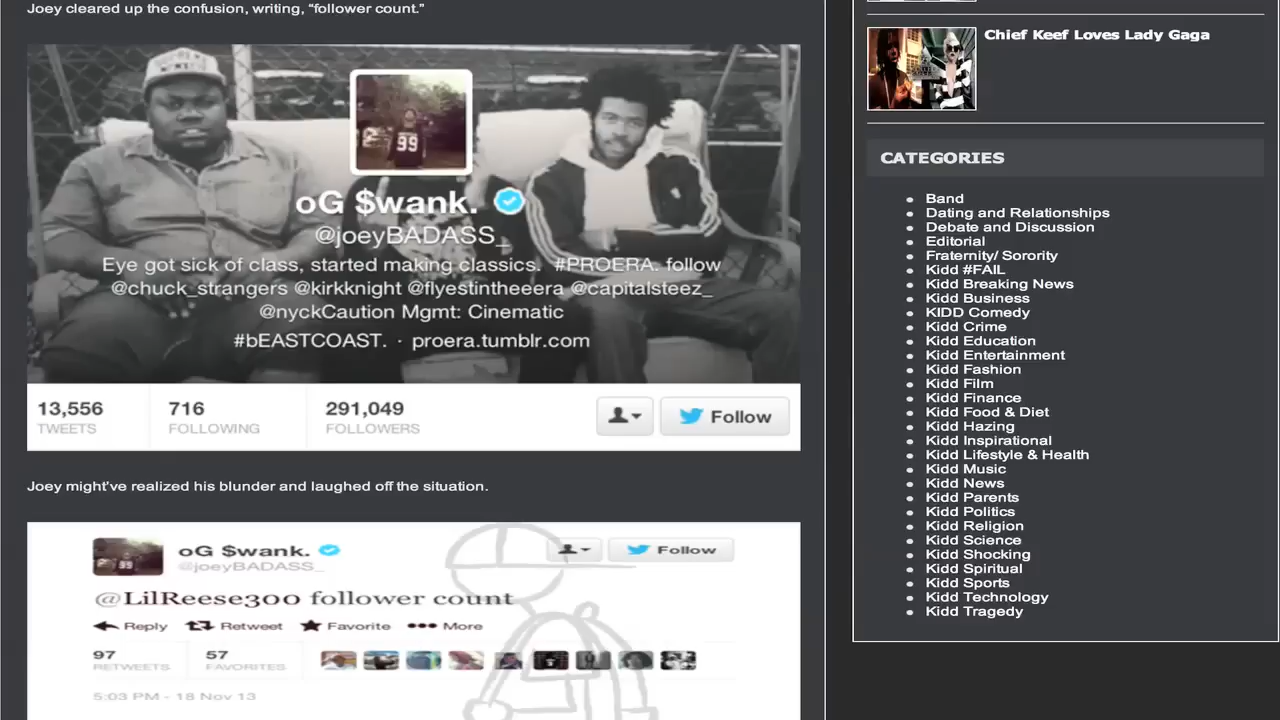 Joey cleared up the confusion, writing, “follower count.”
99
oG $wank.
@joeyBADASS_
Eye got sick of class, started making classics. #PROERA. follow
@chuck_strangers @kirkknight @flyestintheeera @capitalsteez_
@nyckCaution Mgmt: Cinematic
#bEASTCOAST. · proera.tumblr.com
13,556
TWEETS
716
FOLLOWING
291,049
FOLLOWERS
Follow
Joey might’ve realized his blunder and laughed off the situation.
oG $wank.
@joeyBADASS_
Follow
@LilReese300 follower count
Reply Retweet Favorite More
97
RETWEETS
57
FAVORITES
5:03 PM - 18 Nov 13
Chief Keef Loves Lady Gaga
CATEGORIES
Band
Dating and Relationships
Debate and Discussion
Editorial
Fraternity/ Sorority
Kidd #FAIL
Kidd Breaking News
Kidd Business
KIDD Comedy
Kidd Crime
Kidd Education
Kidd Entertainment
Kidd Fashion
Kidd Film
Kidd Finance
Kidd Food & Diet
Kidd Hazing
Kidd Inspirational
Kidd Lifestyle & Health
Kidd Music
Kidd News
Kidd Parents
Kidd Politics
Kidd Religion
Kidd Science
Kidd Shocking
Kidd Spiritual
Kidd Sports
Kidd Technology
Kidd Tragedy